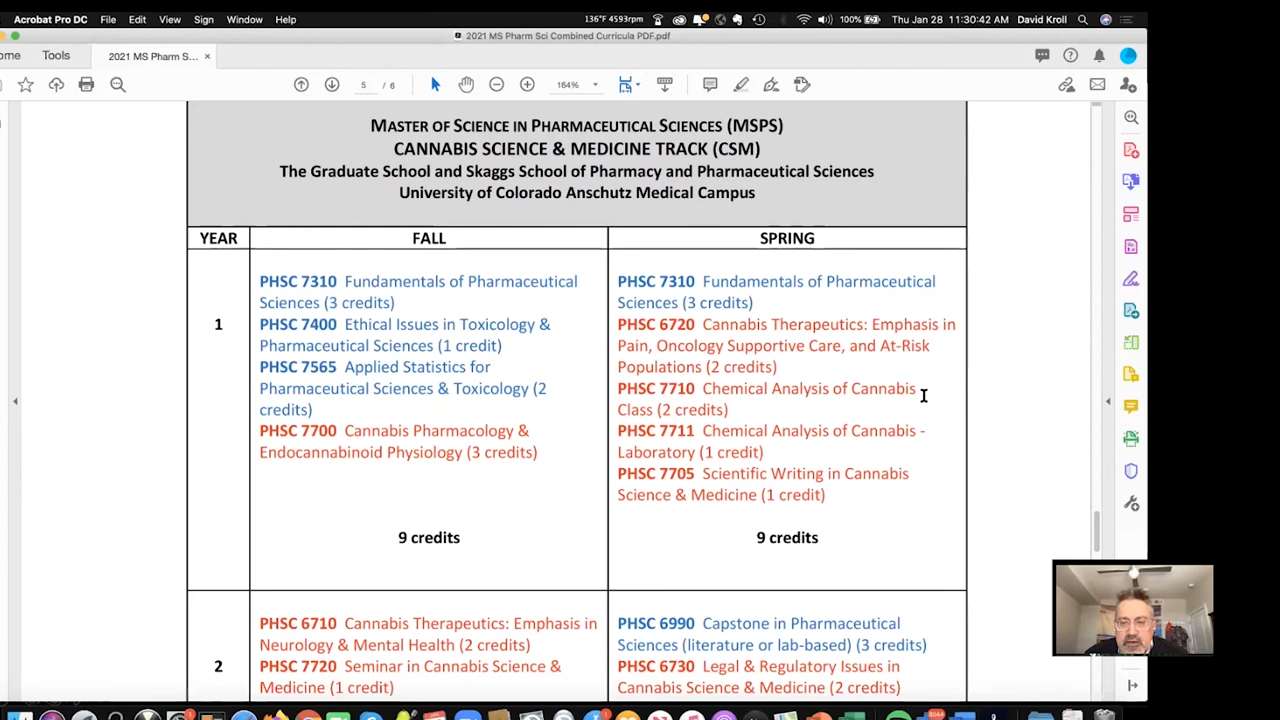 Acrobat Pro DC File Edit View Sign Window Help 136°F 4593rpm 100% Thu Jan 28 11:30:42 AM David Kroll
2021 MS Pharm Sci Combined Curricula PDF.pdf
ome Tools 2021 MS Pharm S... ×
5 / 6 164%
MASTER OF SCIENCE IN PHARMACEUTICAL SCIENCES (MSPS)
CANNABIS SCIENCE & MEDICINE TRACK (CSM)
The Graduate School and Skaggs School of Pharmacy and Pharmaceutical Sciences
University of Colorado Anschutz Medical Campus
YEAR FALL SPRING
1
PHSC 7310 Fundamentals of Pharmaceutical
Sciences (3 credits)
PHSC 7400 Ethical Issues in Toxicology &
Pharmaceutical Sciences (1 credit)
PHSC 7565 Applied Statistics for
Pharmaceutical Sciences & Toxicology (2
credits)
PHSC 7700 Cannabis Pharmacology &
Endocannabinoid Physiology (3 credits)
9 credits
PHSC 7310 Fundamentals of Pharmaceutical
Sciences (3 credits)
PHSC 6720 Cannabis Therapeutics: Emphasis in
Pain, Oncology Supportive Care, and At-Risk
Populations (2 credits)
PHSC 7710 Chemical Analysis of Cannabis
Class (2 credits)
PHSC 7711 Chemical Analysis of Cannabis -
Laboratory (1 credit)
PHSC 7705 Scientific Writing in Cannabis
Science & Medicine (1 credit)
9 credits
2
PHSC 6710 Cannabis Therapeutics: Emphasis in
Neurology & Mental Health (2 credits)
PHSC 7720 Seminar in Cannabis Science &
Medicine (1 credit)
PHSC 6990 Capstone in Pharmaceutical
Sciences (literature or lab-based) (3 credits)
PHSC 6730 Legal & Regulatory Issues in
Cannabis Science & Medicine (2 credits)